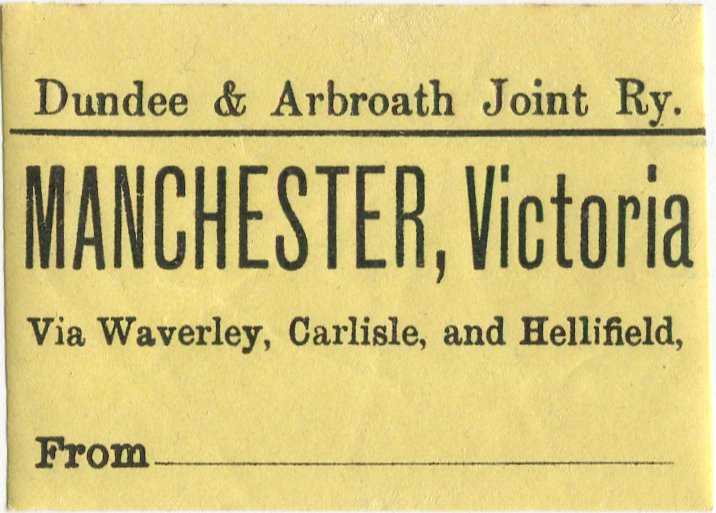 Dundee & Arbroath Joint Ry.
MANCHESTER, Victoria
Via Waverley, Carlisle, and Hellifield,
From